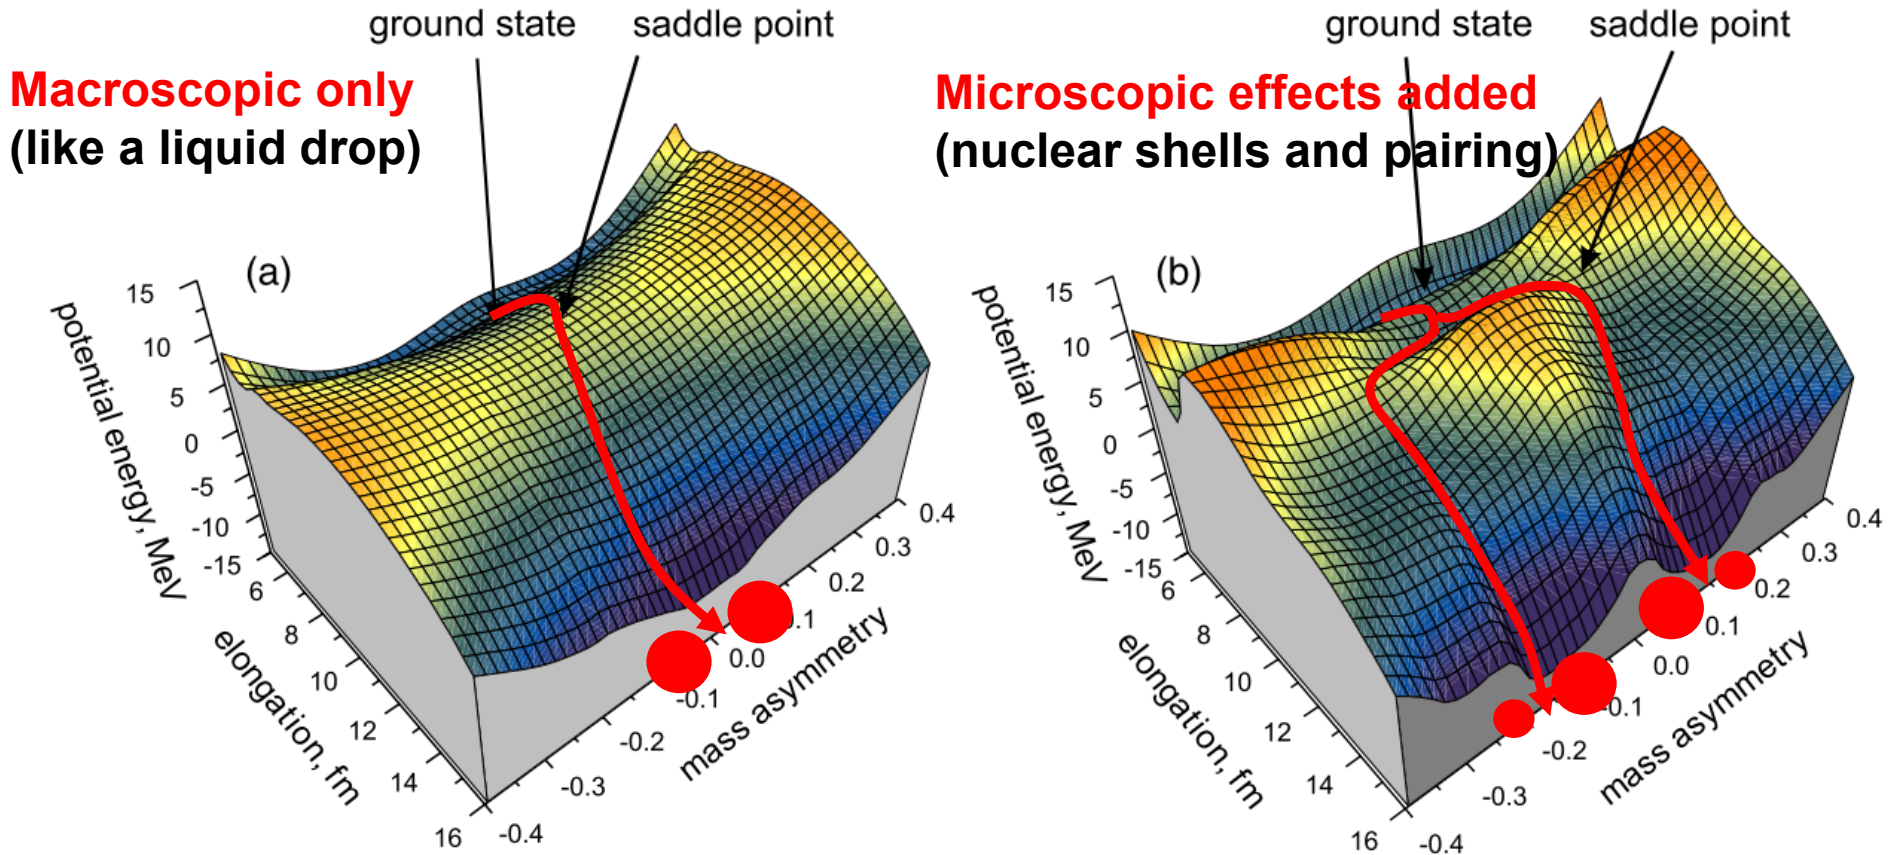 ground state
saddle point
Macroscopic only
(like a liquid drop)
(a)
potential energy, MeV
15
10
5
0
-5
-10
-15
elongation, fm
6
8
10
12
14
16
mass asymmetry
-0.4
-0.3
-0.2
-0.1
0.0
.1
0.2
0.3
0.4
ground state
saddle point
Microscopic effects added
(nuclear shells and pairing)
(b)
potential energy, MeV
15
10
5
0
-5
-10
-15
elongation, fm
6
8
10
12
14
16
mass asymmetry
-0.4
-0.3
-0.2
-0.1
0.0
0.1
0.2
0.3
0.4